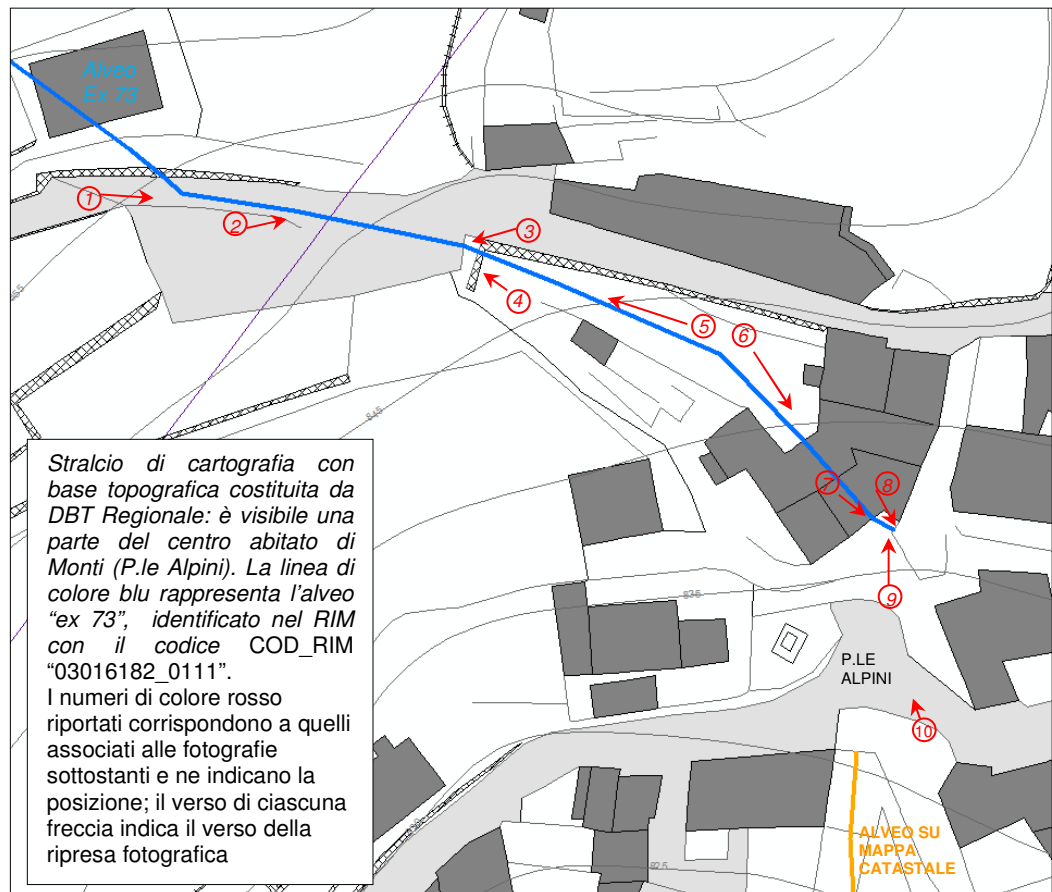 Alveo
Ex 73
1
2
3
4
5
6
7
8
9
10
845
835
825
P.LE
ALPINI
ALVEO SU
MAPPA
CATASTALE
Stralcio di cartografia con
base topografica costituita da
DBT Regionale: è visibile una
parte del centro abitato di
Monti (P.le Alpini). La linea di
colore blu rappresenta l'alveo
“ex 73”, identificato nel RIM
con il codice COD_RIM
“03016182_0111”.
I numeri di colore rosso
riportati corrispondono a quelli
associati alle fotografie
sottostanti e ne indicano la
posizione; il verso di ciascuna
freccia indica il verso della
ripresa fotografica